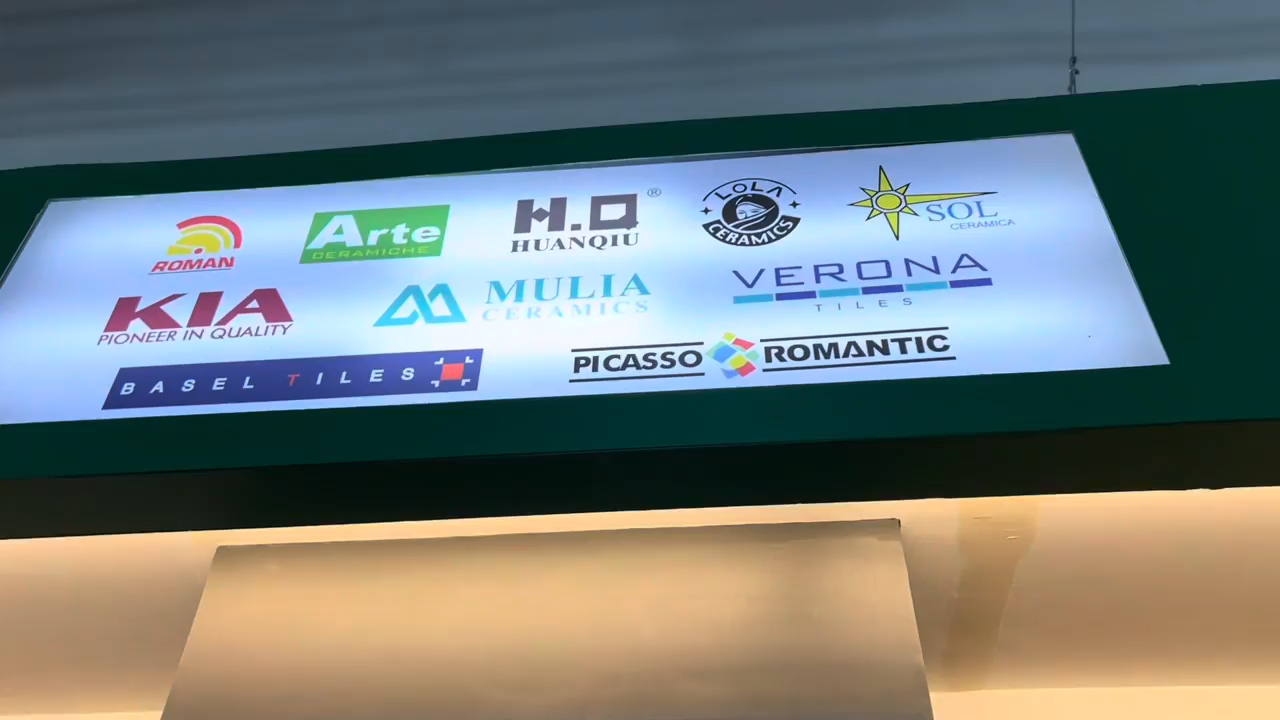 ROMAN
Arte
CERAMICHE
H.Q ®
HUANQIU
LOLA
CERAMICS
SOL
CERAMICA
KIA
PIONEER IN QUALITY
MULIA
CERAMICS
VERONA
TILES
BASEL TILES
PICASSO ROMANTIC